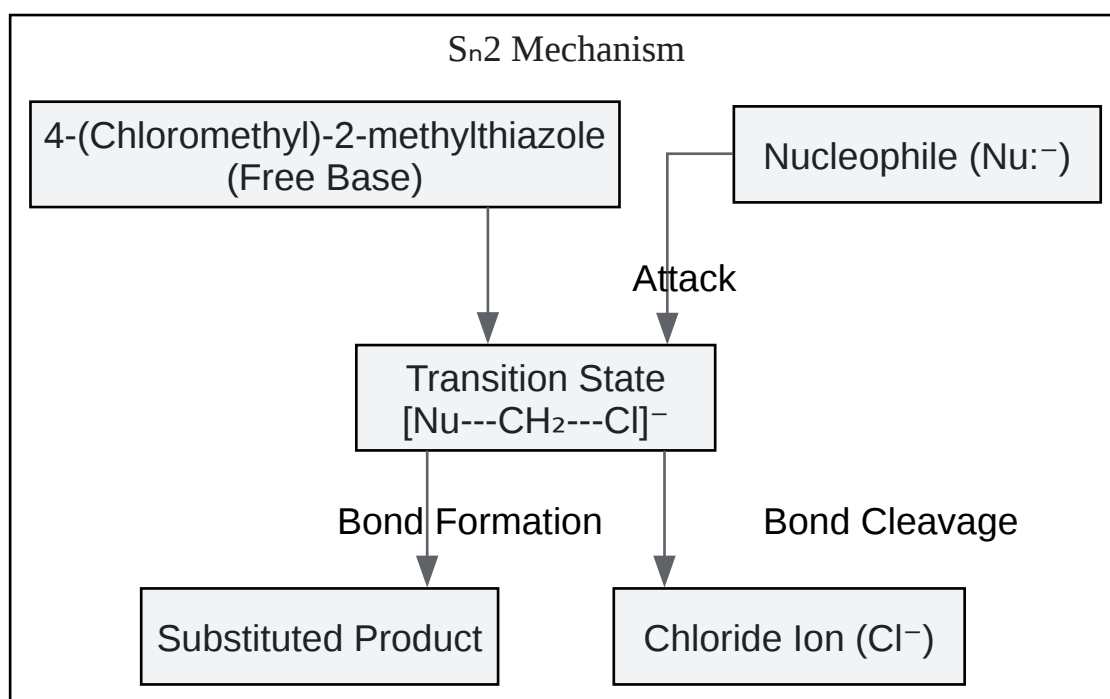 Sₙ2 Mechanism
4-(Chloromethyl)-2-methylthiazole
(Free Base)
Nucleophile (Nu:⁻)
Attack
Transition State
[Nu---CH₂---Cl]⁻
Bond Formation
Bond Cleavage
Substituted Product
Chloride Ion (Cl⁻)